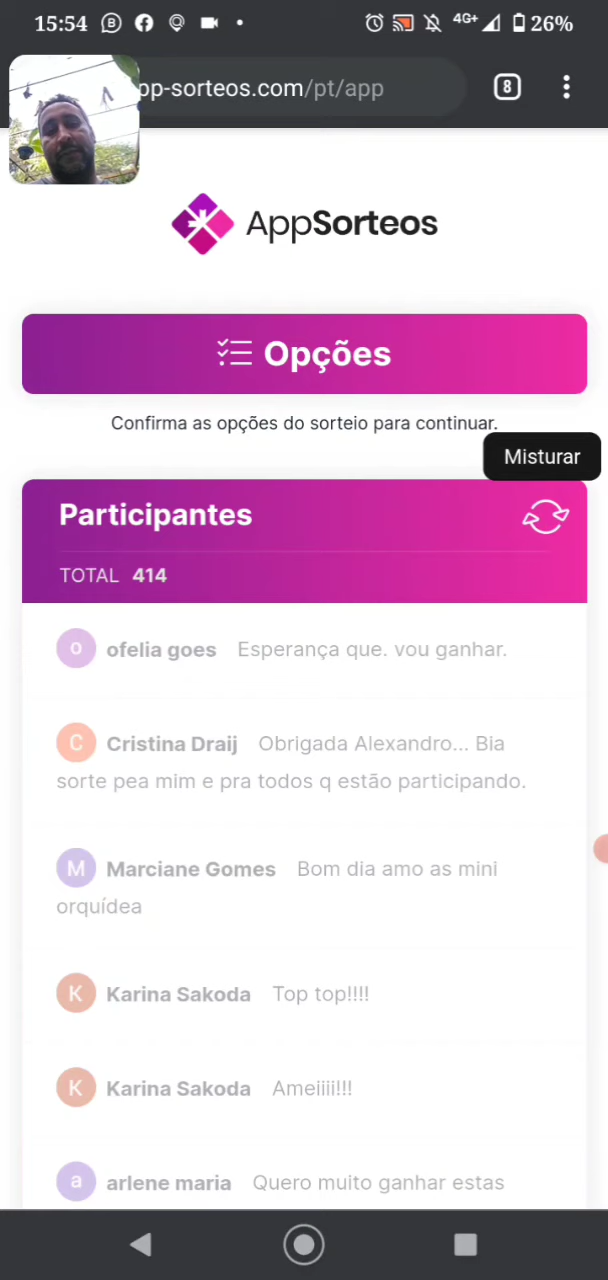 15:54 4G+ 26%
pp-sorteos.com/pt/app 8
AppSorteos
Opções
Confirma as opções do sorteio para continuar.
Misturar
Participantes
TOTAL 414
o ofelia goes Esperança que. vou ganhar.
C Cristina Draij Obrigada Alexandro... Bia
sorte pea mim e pra todos q estão participando.
M Marciane Gomes Bom dia amo as mini
orquídea
K Karina Sakoda Top top!!!!
K Karina Sakoda Ameiiii!!!
a arlene maria Quero muito ganhar estas